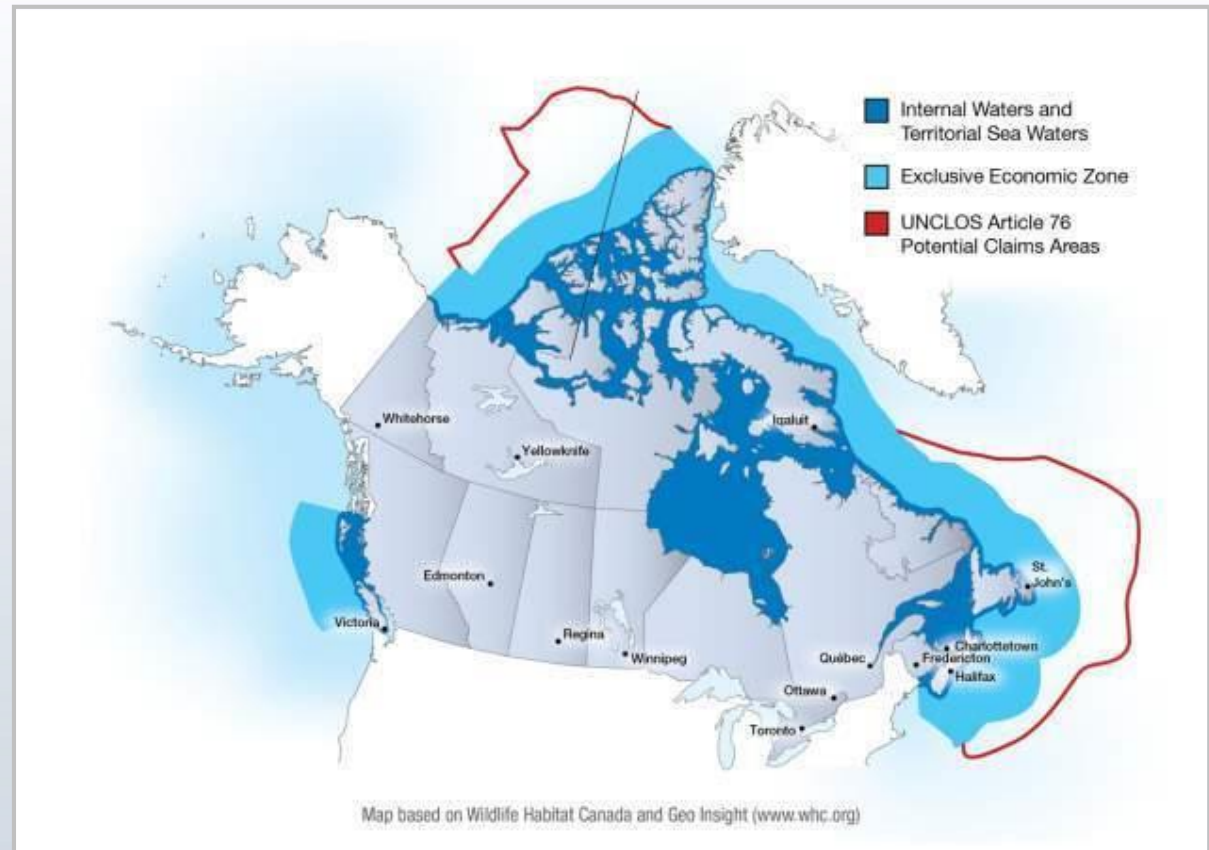 Internal Waters and
Territorial Sea Waters
Exclusive Economic Zone
UNCLOS Article 76
Potential Claims Areas
Whitehorse
Yellowknife
Iqaluit
Edmonton
St.
John's
Victoria
Regina
Winnipeg
Québec
Charlottetown
Fredericton
Halifax
Ottawa
Toronto
Map based on Wildlife Habitat Canada and Geo Insight (www.whc.org)